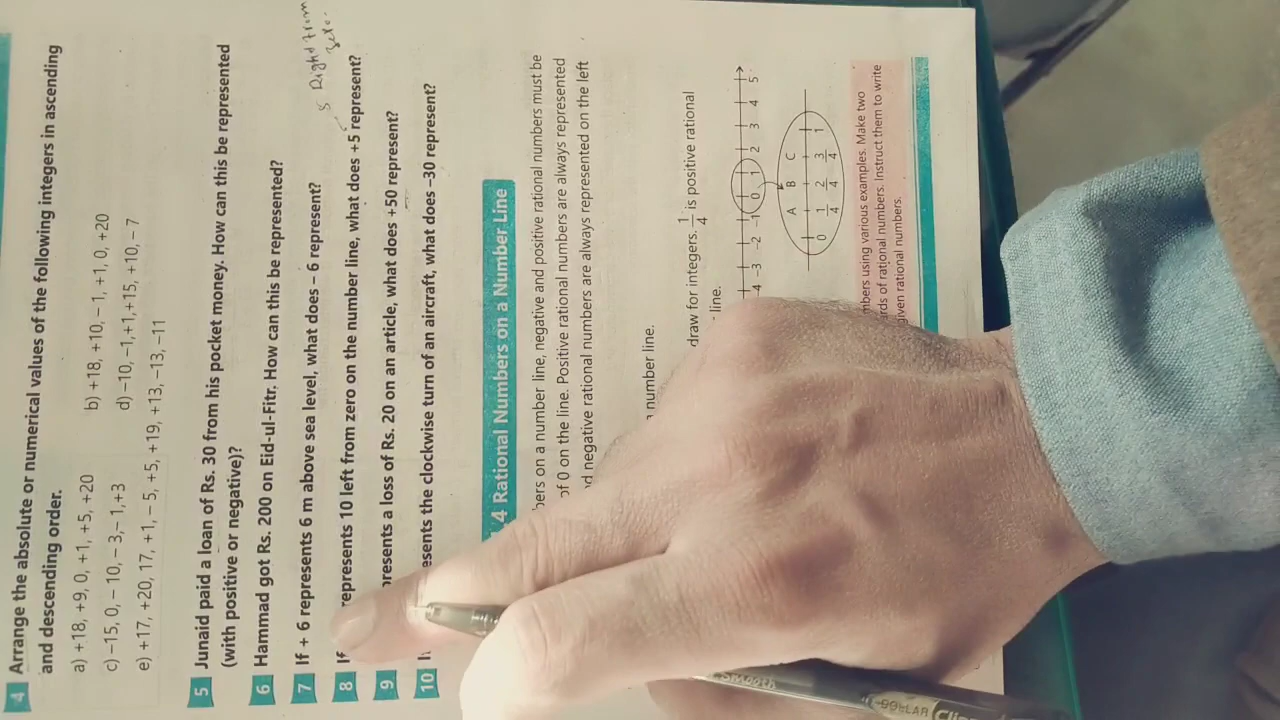 4 Arrange the absolute or numerical values of the following integers in ascending
and descending order.
a) +18, +9, 0, +1, +5, +20 b) +18, +10, − 1, +1, 0, +20
c) −15, 0, − 10, − 3,− 1,+3 d) −10, −1,+1,+15, +10, − 7
e) +17, +20, 17, +1, − 5, +5, +19, +13, −13, −11
5 Junaid paid a loan of Rs. 30 from his pocket money. How can this be represented
(with positive or negative)?
6 Hammad got Rs. 200 on Eid-ul-Fitr. How can this be represented?
7 If + 6 represents 6 m above sea level, what does − 6 represent?
5 Right from
zero.
8 If represents 10 left from zero on the number line, what does +5 represent?
9 presents a loss of Rs. 20 on an article, what does +50 represent?
10 esents the clockwise turn of an aircraft, what does −30 represent?
.4 Rational Numbers on a Number Line
bers on a number line, negative and positive rational numbers must be
of 0 on the line. Positive rational numbers are always represented
d negative rational numbers are always represented on the left
number line.
draw for integers. 1/4 is positive rational
- line.
−4 −3 −2 −1 0 1 2 3 4 5
A B C
0 1/4 2/4 3/4 1
mbers using various examples. Make two
rds of rational numbers. Instruct them to write
given rational numbers.
Smooth
DOLLAR Cli